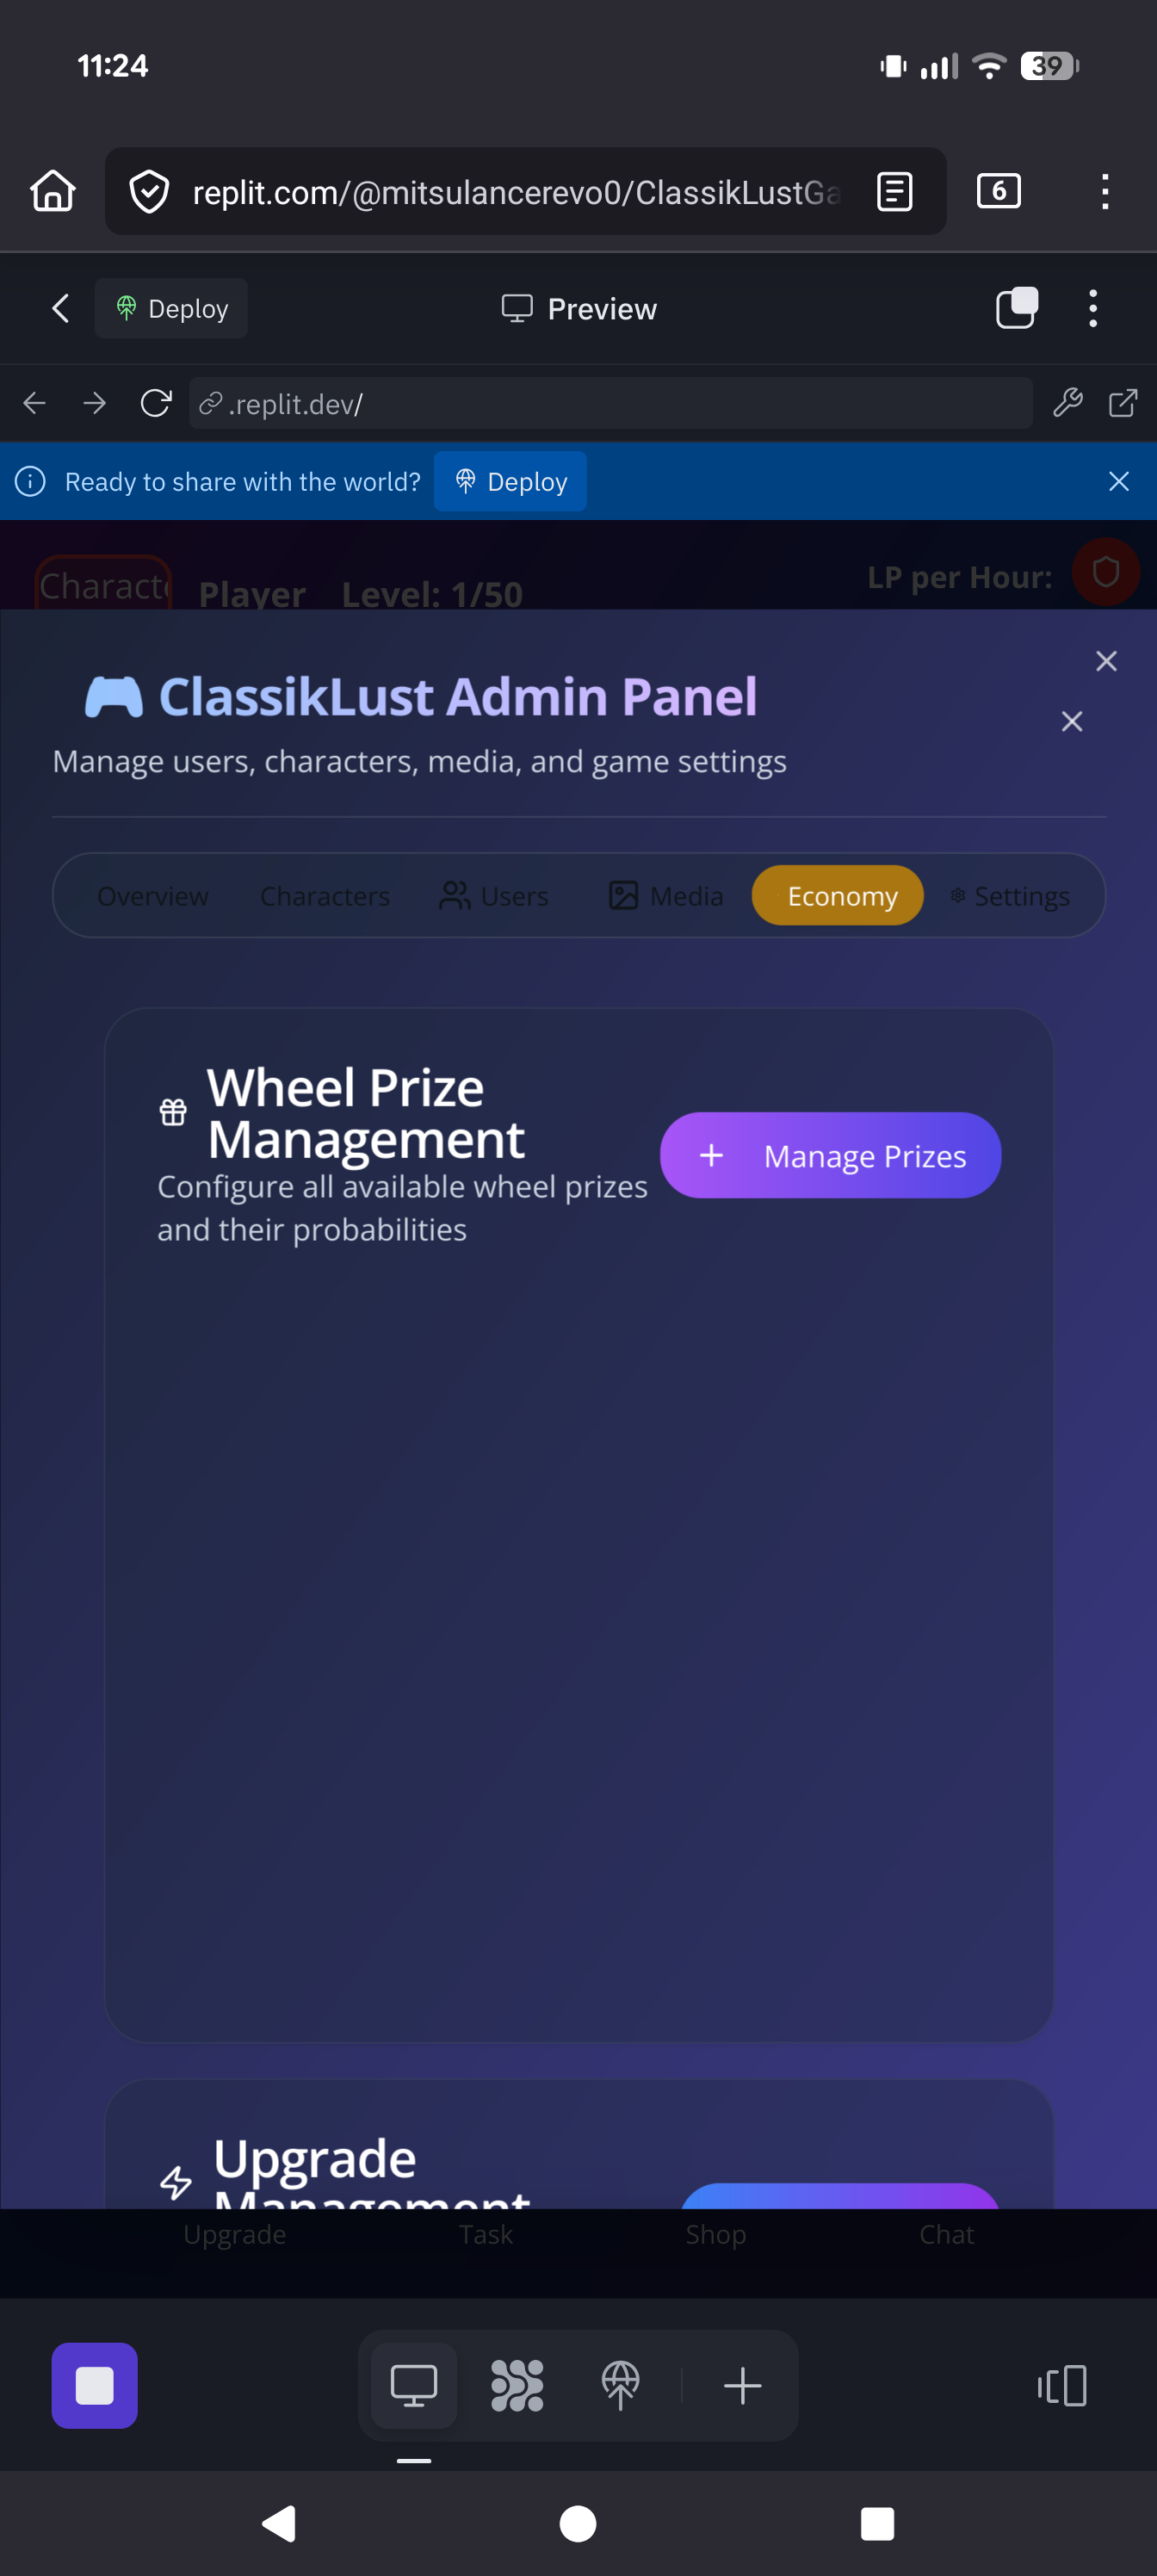 11:24
39
replit.com/@mitsulancerevo0/ClassikLustGa
6
Deploy
Preview
.replit.dev/
Ready to share with the world?
Deploy
Characte
Player
Level: 1/50
LP per Hour:
ClassikLust Admin Panel
Manage users, characters, media, and game settings
Overview
Characters
Users
Media
Economy
Settings
Wheel Prize
Management
Manage Prizes
Configure all available wheel prizes
and their probabilities
Upgrade
Management
Upgrade
Task
Shop
Chat